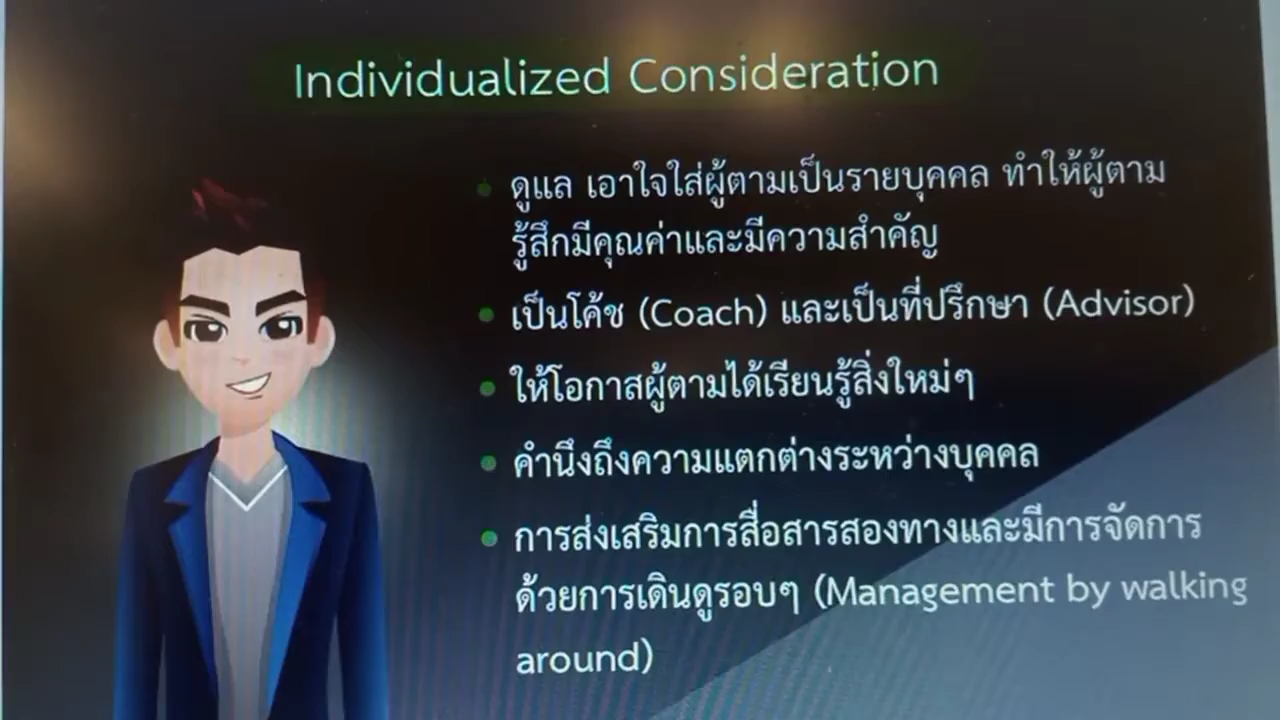 Individualized Consideration
ดูแล เอาใจใส่ผู้ตามเป็นรายบุคคล ทำให้ผู้ตาม
รู้สึกมีคุณค่าและมีความสำคัญ
เป็นโค้ช (Coach) และเป็นที่ปรึกษา (Advisor)
ให้โอกาสผู้ตามได้เรียนรู้สิ่งใหม่ๆ
คำนึงถึงความแตกต่างระหว่างบุคคล
การส่งเสริมการสื่อสารสองทางและมีการจัดการ
ด้วยการเดินดูรอบๆ (Management by walking
around)